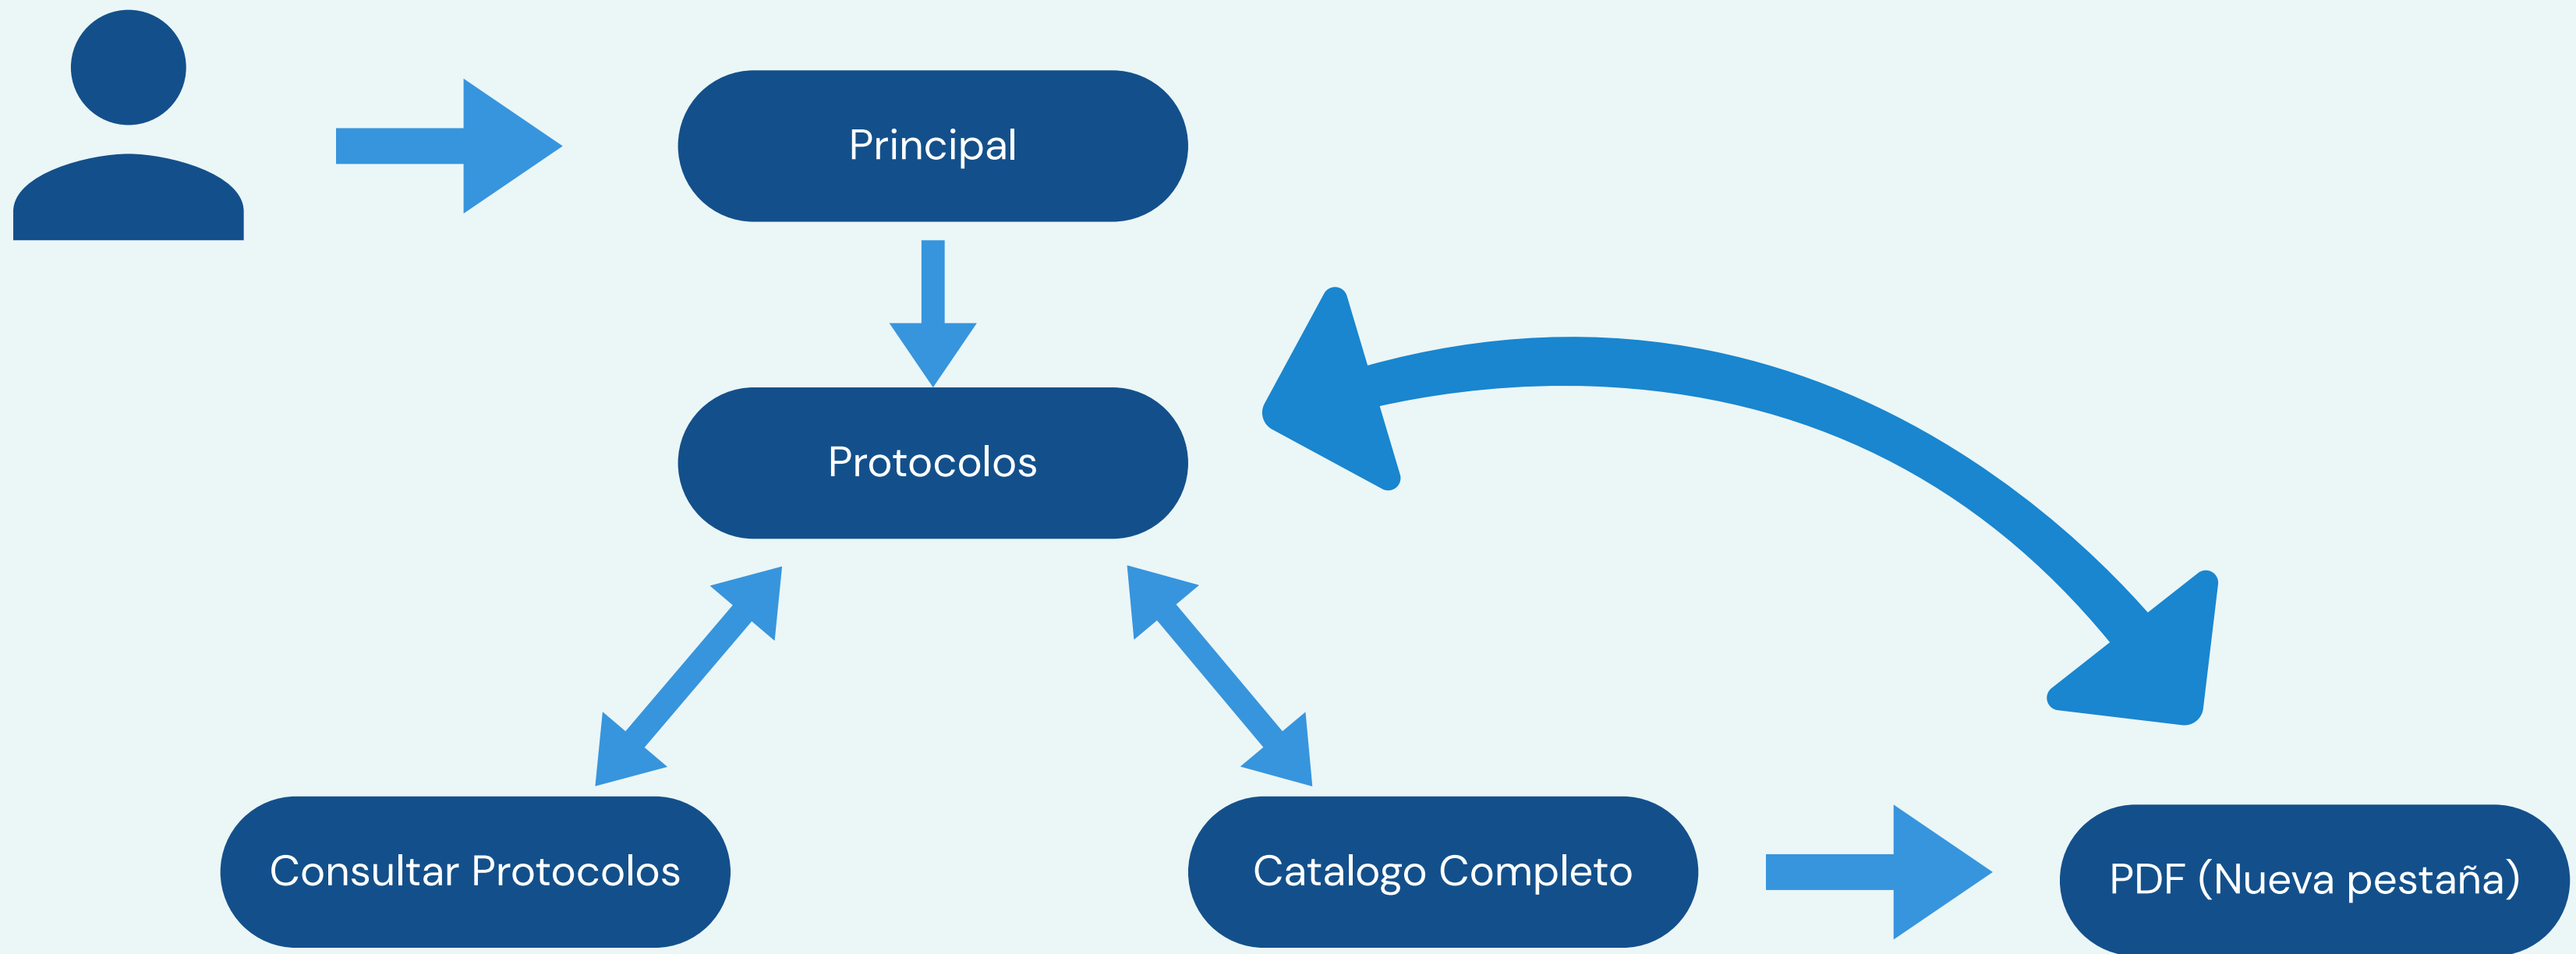 Principal
Protocolos
Consultar Protocolos
Catalogo Completo
PDF (Nueva pestaña)